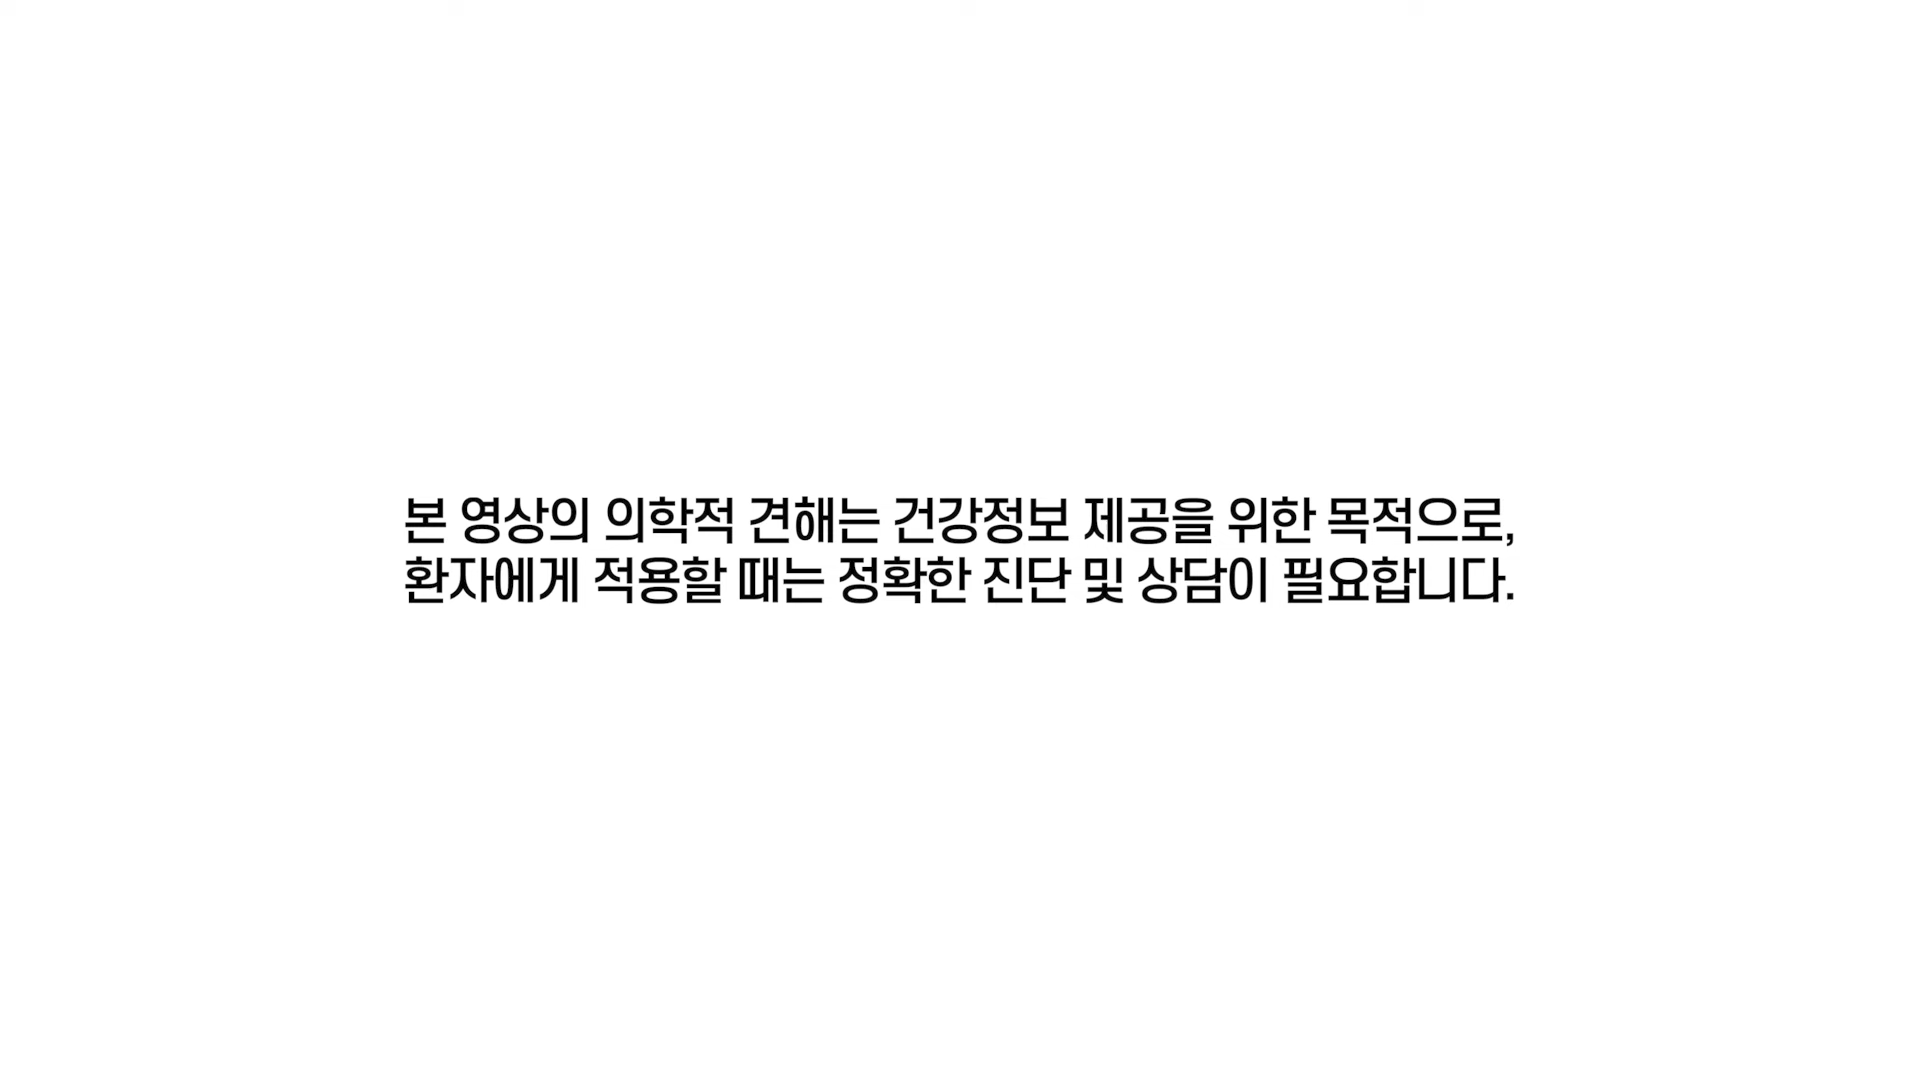 본 영상의 의학적 견해는 건강정보 제공을 위한 목적으로,
환자에게 적용할 때는 정확한 진단 및 상담이 필요합니다.